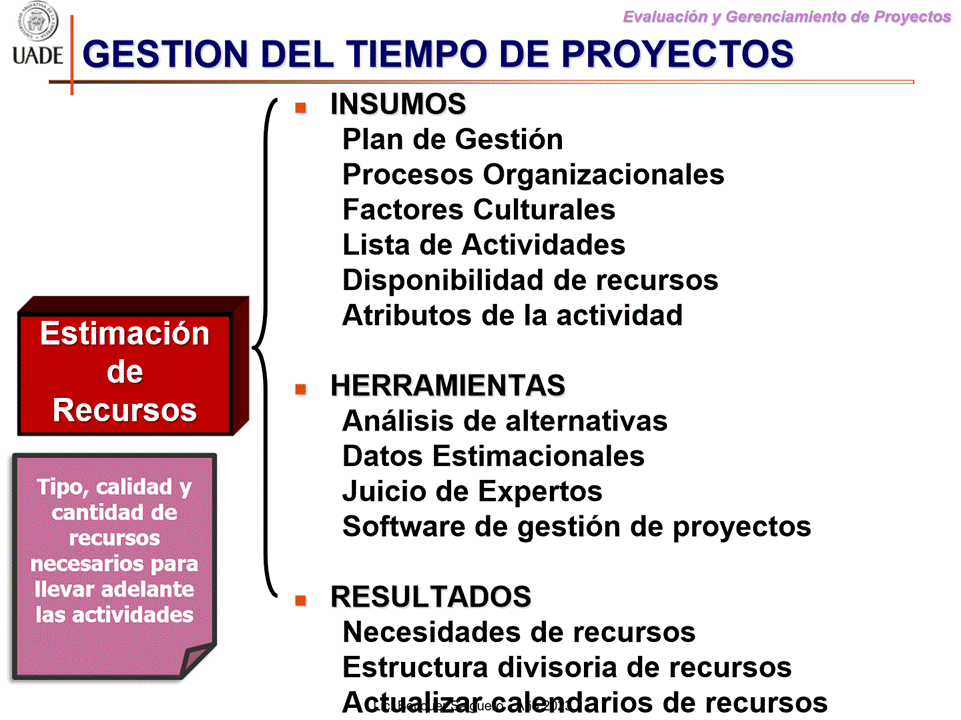 Evaluación y Gerenciamiento de Proyectos
UADE
GESTION DEL TIEMPO DE PROYECTOS
INSUMOS
Plan de Gestión
Procesos Organizacionales
Factores Culturales
Lista de Actividades
Disponibilidad de recursos
Atributos de la actividad
Estimación
de
Recursos
HERRAMIENTAS
Análisis de alternativas
Datos Estimacionales
Juicio de Expertos
Software de gestión de proyectos
Tipo, calidad y
cantidad de
recursos
necesarios para
llevar adelante
las actividades
RESULTADOS
Necesidades de recursos
Estructura divisoria de recursos
Actualizar calendarios de recursos